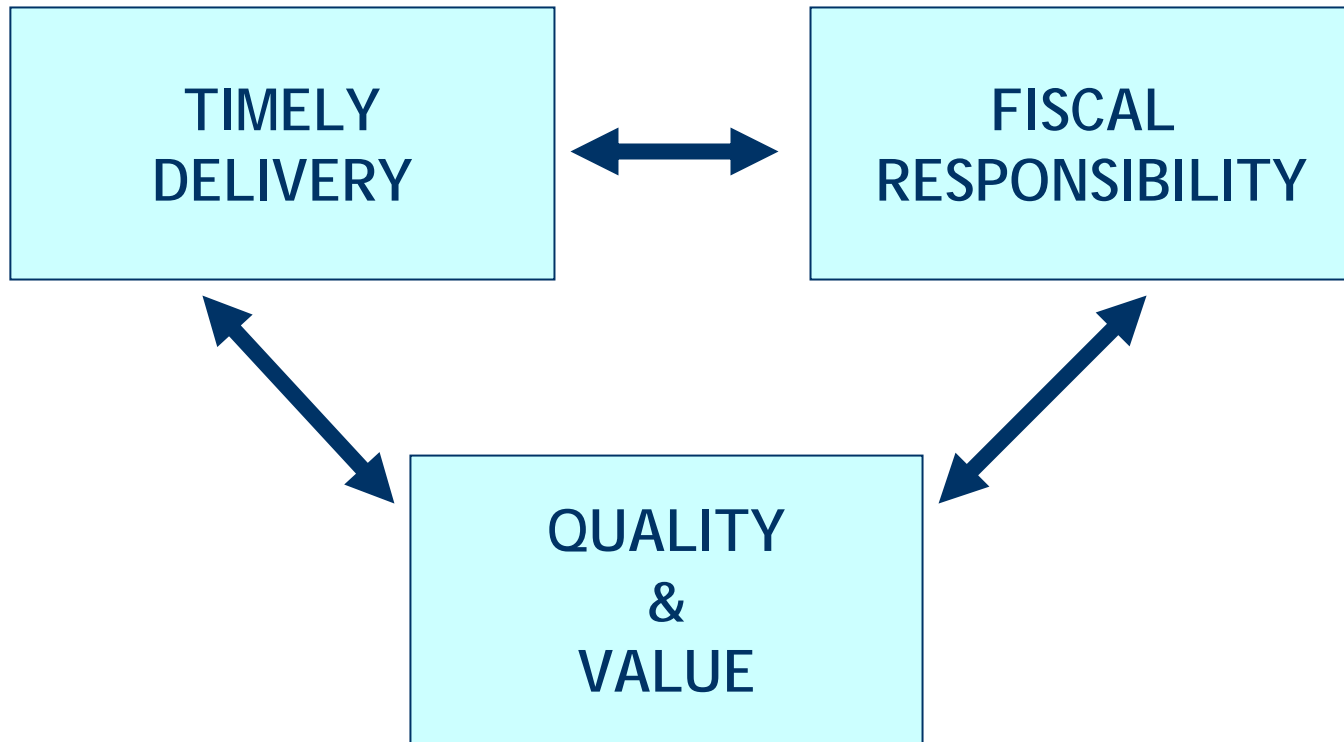 TIMELY
DELIVERY
FISCAL
RESPONSIBILITY
QUALITY
&
VALUE